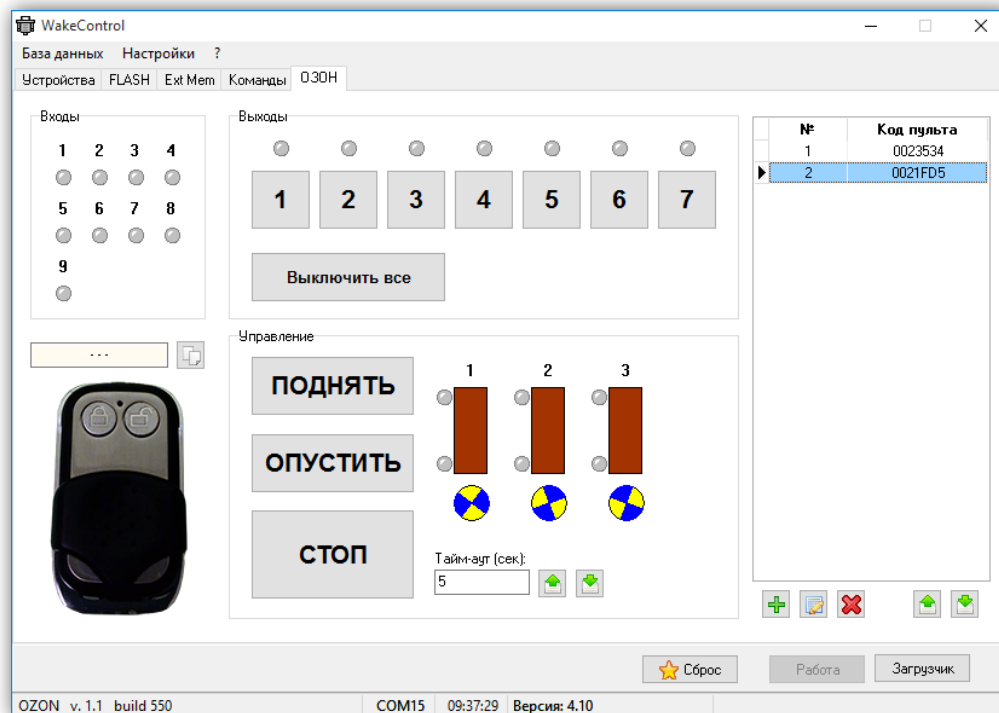 WakeControl
База данных Настройки ?
Устройства FLASH Ext Mem Команды ОЗОН
Входы
1 2 3 4
5 6 7 8
9
...
Выходы
1 2 3 4 5 6 7
Выключить все
Управление
ПОДНЯТЬ
ОПУСТИТЬ
СТОП
1 2 3
Тайм-аут (сек):
5
№ Код пульта
1 0023534
2 0021FD5
Сброс Работа Загрузчик
OZON v. 1.1 build 550 COM15 09:37:29 Версия: 4.10